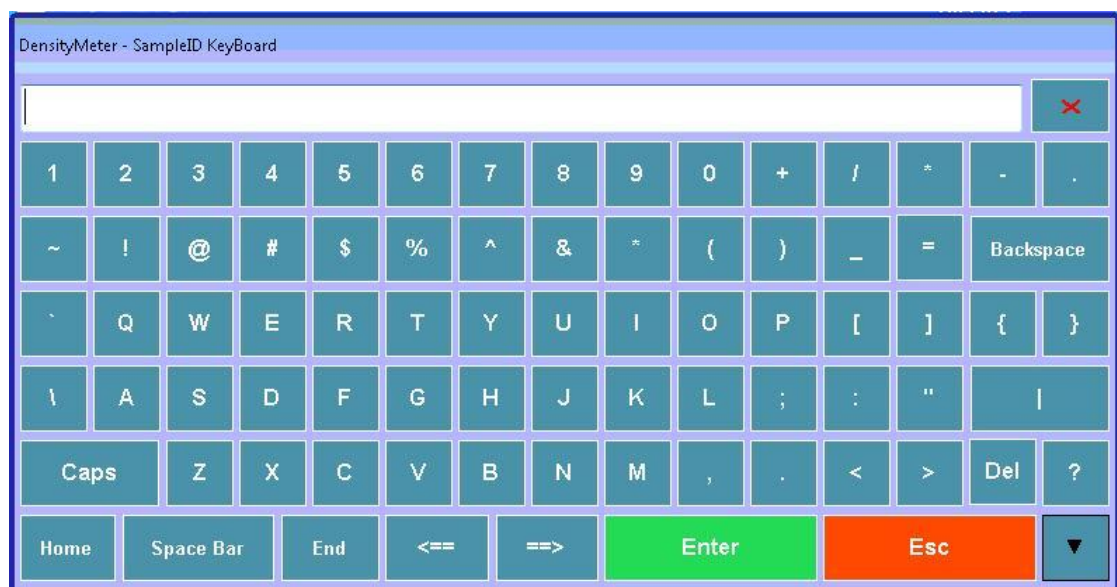 DensityMeter - SampleID KeyBoard
1 2 3 4 5 6 7 8 9 0 + / * - .
~ ! @ # $ % ^ & * ( ) _ = Backspace
` Q W E R T Y U I O P [ ] { }
\ A S D F G H J K L ; : " |
Caps Z X C V B N M , . < > Del ?
Home Space Bar End <== ==> Enter Esc ▼